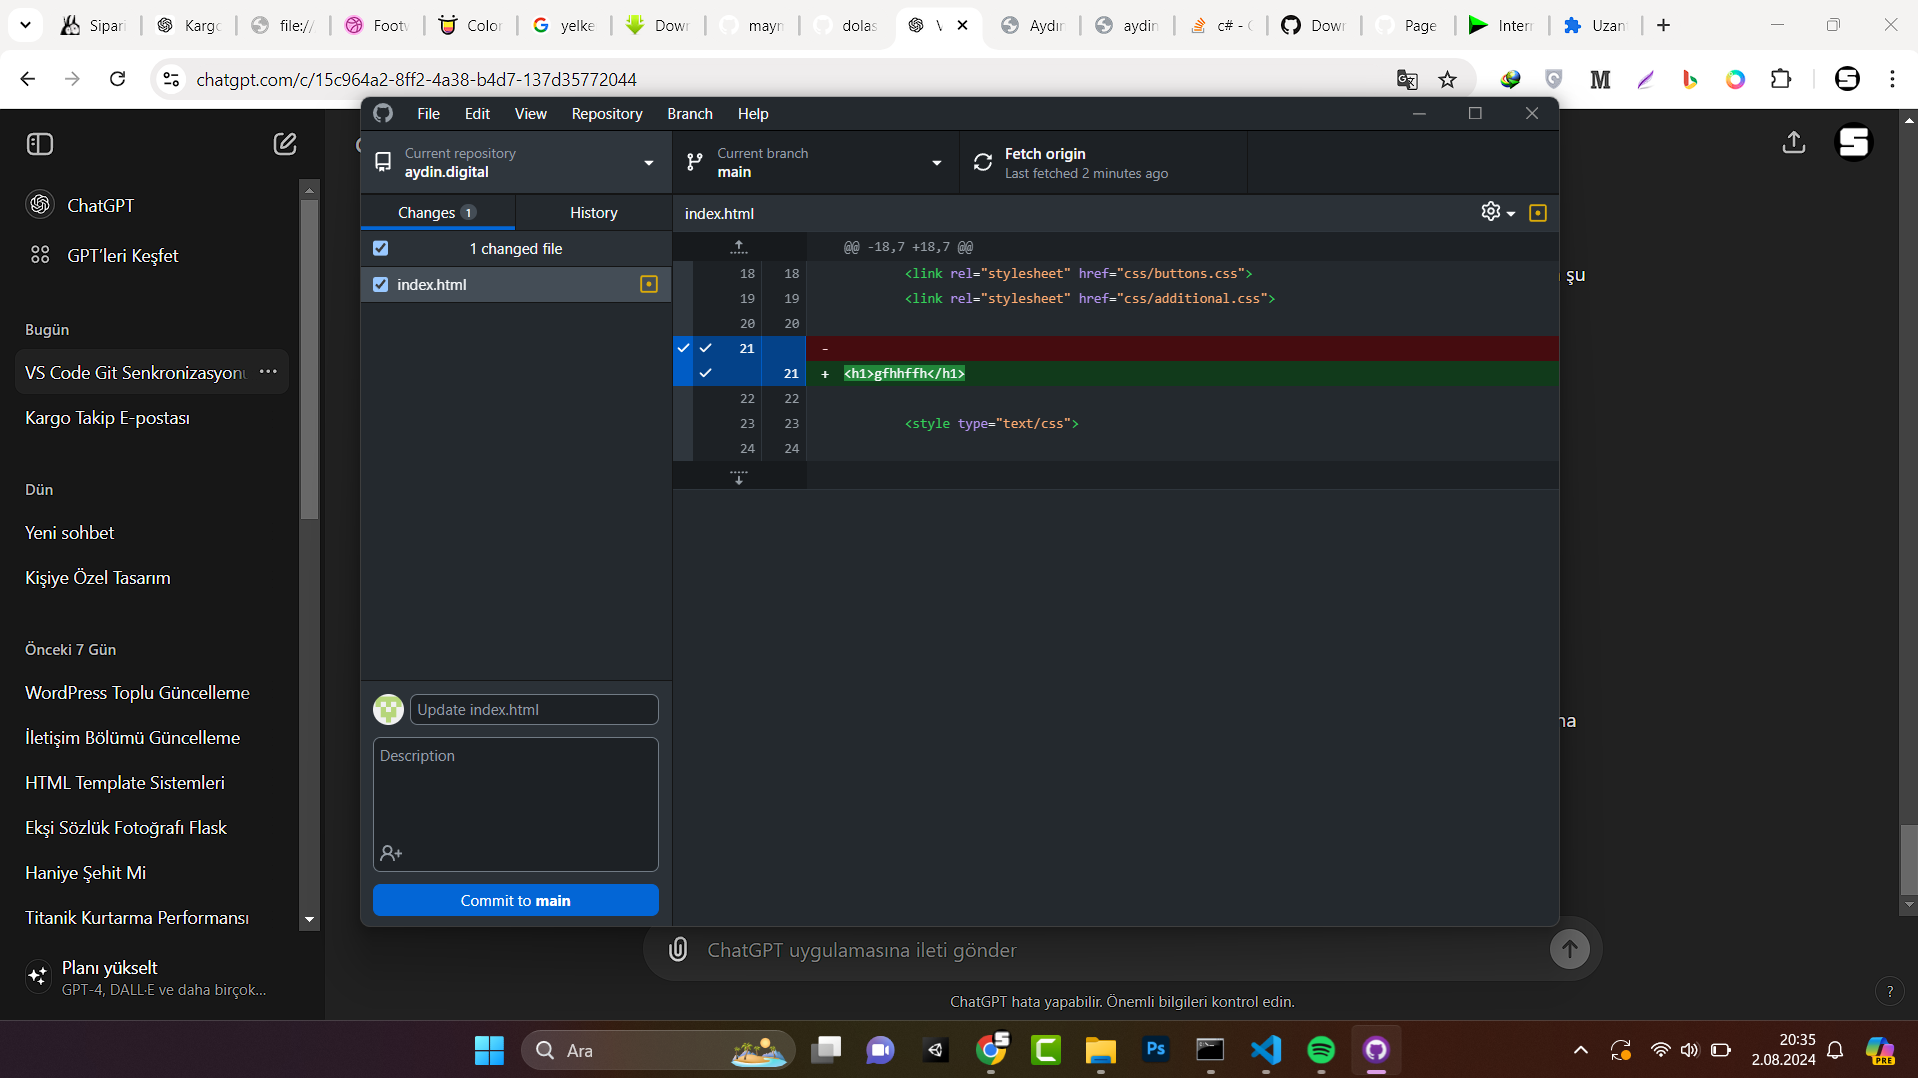 Sipari
Kargo
file://
Footw
Color
yelke
Down
mayn
dolas
Aydın
aydin
c# - C
Down
Page
Interr
Uzan
chatgpt.com/c/15c964a2-8ff2-4a38-b4d7-137d35772044
File Edit View Repository Branch Help
Current repository
aydin.digital
Current branch
main
Fetch origin
Last fetched 2 minutes ago
Changes 1
History
index.html
1 changed file
index.html
@@ -18,7 +18,7 @@
18 18 <link rel="stylesheet" href="css/buttons.css">
19 19 <link rel="stylesheet" href="css/additional.css">
20 20
21 -
21 + <h1>gfhhffh</h1>
22 22
23 23 <style type="text/css">
24 24
Update index.html
Description
Commit to main
ChatGPT
GPT'leri Keşfet
Bugün
VS Code Git Senkronizasyonu
Kargo Takip E-postası
Dün
Yeni sohbet
Kişiye Özel Tasarım
Önceki 7 Gün
WordPress Toplu Güncelleme
İletişim Bölümü Güncelleme
HTML Template Sistemleri
Ekşi Sözlük Fotoğrafı Flask
Haniye Şehit Mi
Titanik Kurtarma Performansı
Planı yükselt
GPT-4, DALL·E ve daha birçok...
şu
na
ChatGPT uygulamasına ileti gönder
ChatGPT hata yapabilir. Önemli bilgileri kontrol edin.
?
Ara
Ps
20:35
2.08.2024
PRE